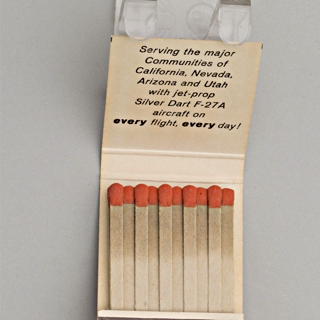 Serving the major
Communities of
California, Nevada,
Arizona and Utah
with jet-prop
Silver Dart F-27A
aircraft on
every flight, every day!